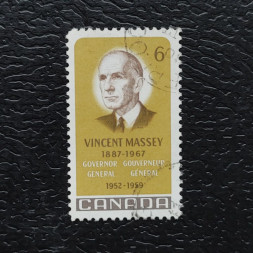 6
VINCENT MASSEY
1887-1967
GOVERNOR GOUVERNEUR
GENERAL GÉNÉRAL
1952-1959
CANADA